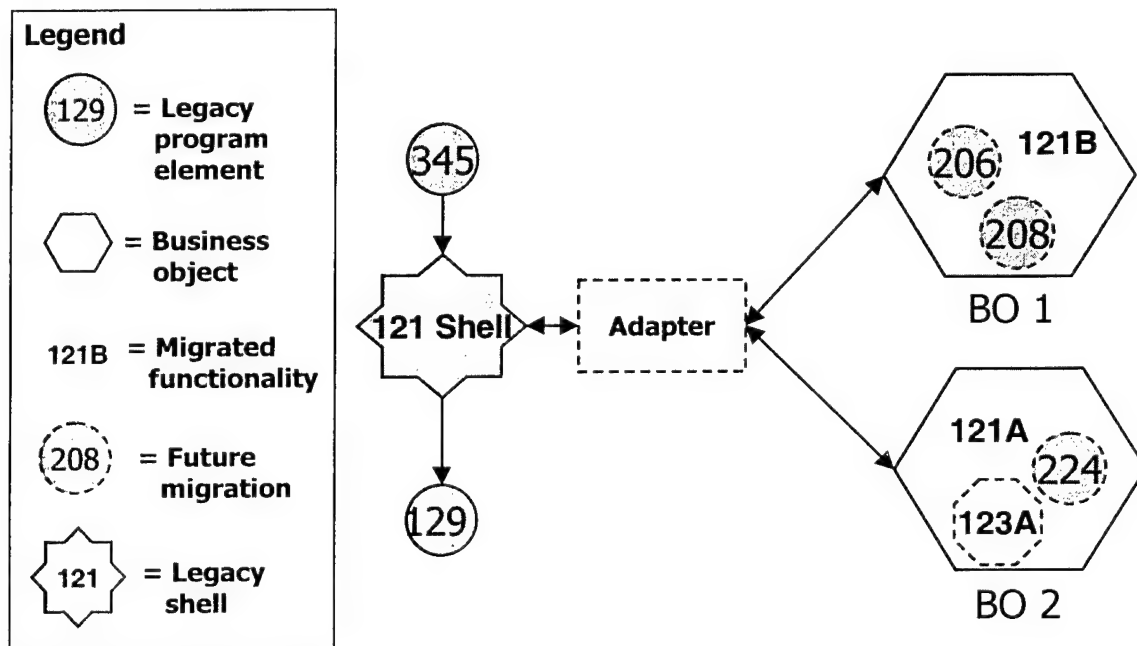 Legend
129 = Legacy
program
element
= Business
object
121B = Migrated
functionality
208 = Future
migration
121 = Legacy
shell
345
121 Shell
129
Adapter
121B
206
208
BO 1
121A
224
123A
BO 2